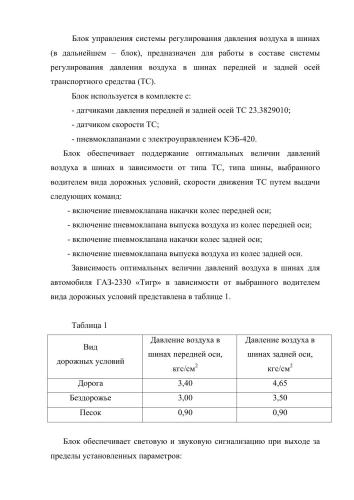 Блок управления системы регулирования давления воздуха в шинах
(в дальнейшем – блок), предназначен для работы в составе системы
регулирования давления воздуха в шинах передней и задней осей
транспортного средства (ТС).
Блок используется в комплекте с:
- датчиками давления передней и задней осей ТС 23.3829010;
- датчиком скорости ТС;
- пневмоклапанами с электроуправлением КЭБ-420.
Блок обеспечивает поддержание оптимальных величин давлений
воздуха в шинах в зависимости от типа ТС, типа шины, выбранного
водителем вида дорожных условий, скорости движения ТС путем выдачи
следующих команд:
- включение пневмоклапана накачки колес передней оси;
- включение пневмоклапана выпуска воздуха из колес передней оси;
- включение пневмоклапана накачки колес задней оси;
- включение пневмоклапана выпуска воздуха из колес задней оси.
Зависимость оптимальных величин давлений воздуха в шинах для
автомобиля ГАЗ-2330 «Тигр» в зависимости от выбранного водителем
вида дорожных условий представлена в таблице 1.
Таблица 1
Вид
дорожных условий
Давление воздуха в
шинах передней оси,
кгс/см²
Давление воздуха в
шинах задней оси,
кгс/см²
Дорога 3,40 4,65
Бездорожье 3,00 3,50
Песок 0,90 0,90
Блок обеспечивает световую и звуковую сигнализацию при выходе за
пределы установленных параметров: